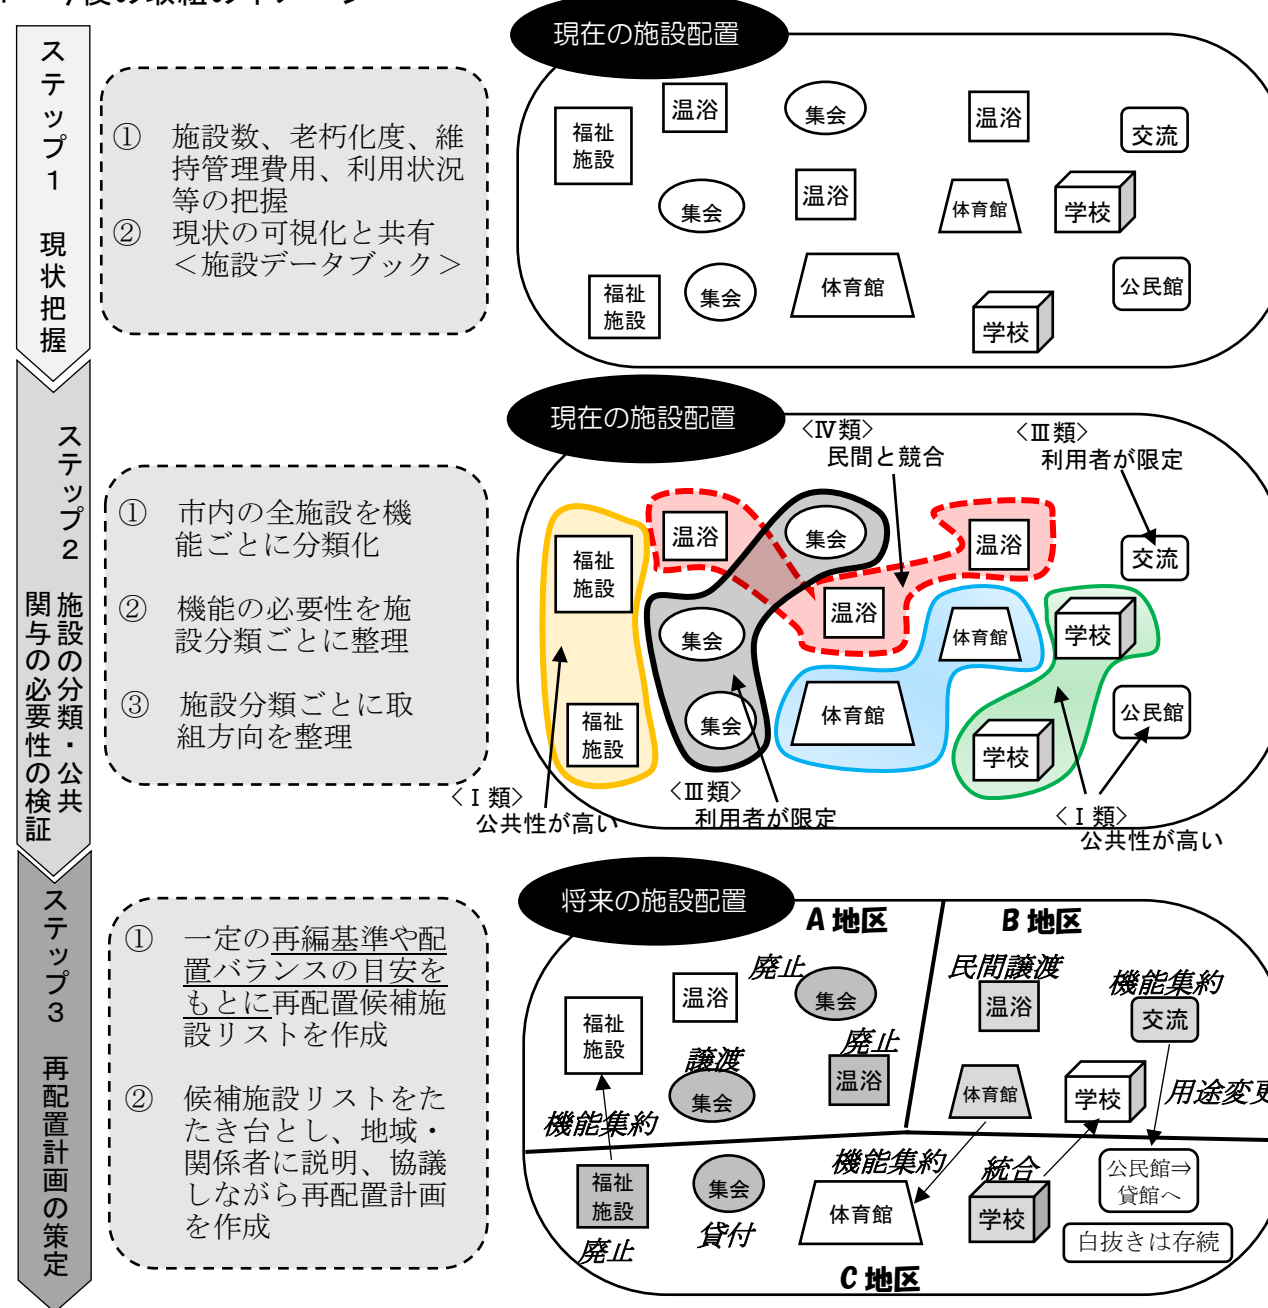 今後の取組のイメージ
ステップ1 現状把握
① 施設数、老朽化度、維
持管理費用、利用状況
等の把握
② 現状の可視化と共有
＜施設データブック＞
現在の施設配置
福祉
施設
温浴
集会
温浴
交流
集会
温浴
体育館
学校
福祉
施設
集会
体育館
学校
公民館
ステップ2 施設の分類・公共
関与の必要性の検証
① 市内の全施設を機
能ごとに分類化
② 機能の必要性を施
設分類ごとに整理
③ 施設分類ごとに取
組方向を整理
現在の施設配置
<Ⅳ類>
民間と競合
<Ⅲ類>
利用者が限定
温浴
集会
温浴
交流
福祉
施設
集会
温浴
体育館
学校
福祉
施設
集会
体育館
学校
公民館
<Ⅰ類>
公共性が高い
<Ⅲ類>
利用者が限定
<Ⅰ類>
公共性が高い
ステップ3 再配置計画の策定
① 一定の再編基準や配
置バランスの目安を
もとに再配置候補施
設リストを作成
② 候補施設リストをた
たき台とし、地域・
関係者に説明、協議
しながら再配置計画
を作成
将来の施設配置
A 地区
B 地区
廃止
民間譲渡
機能集約
温浴
集会
温浴
交流
福祉
施設
譲渡
廃止
集会
温浴
体育館
学校
用途変更
機能集約
機能集約
統合
公民館⇒
貸館へ
福祉
施設
集会
体育館
学校
廃止
貸付
白抜きは存続
C 地区